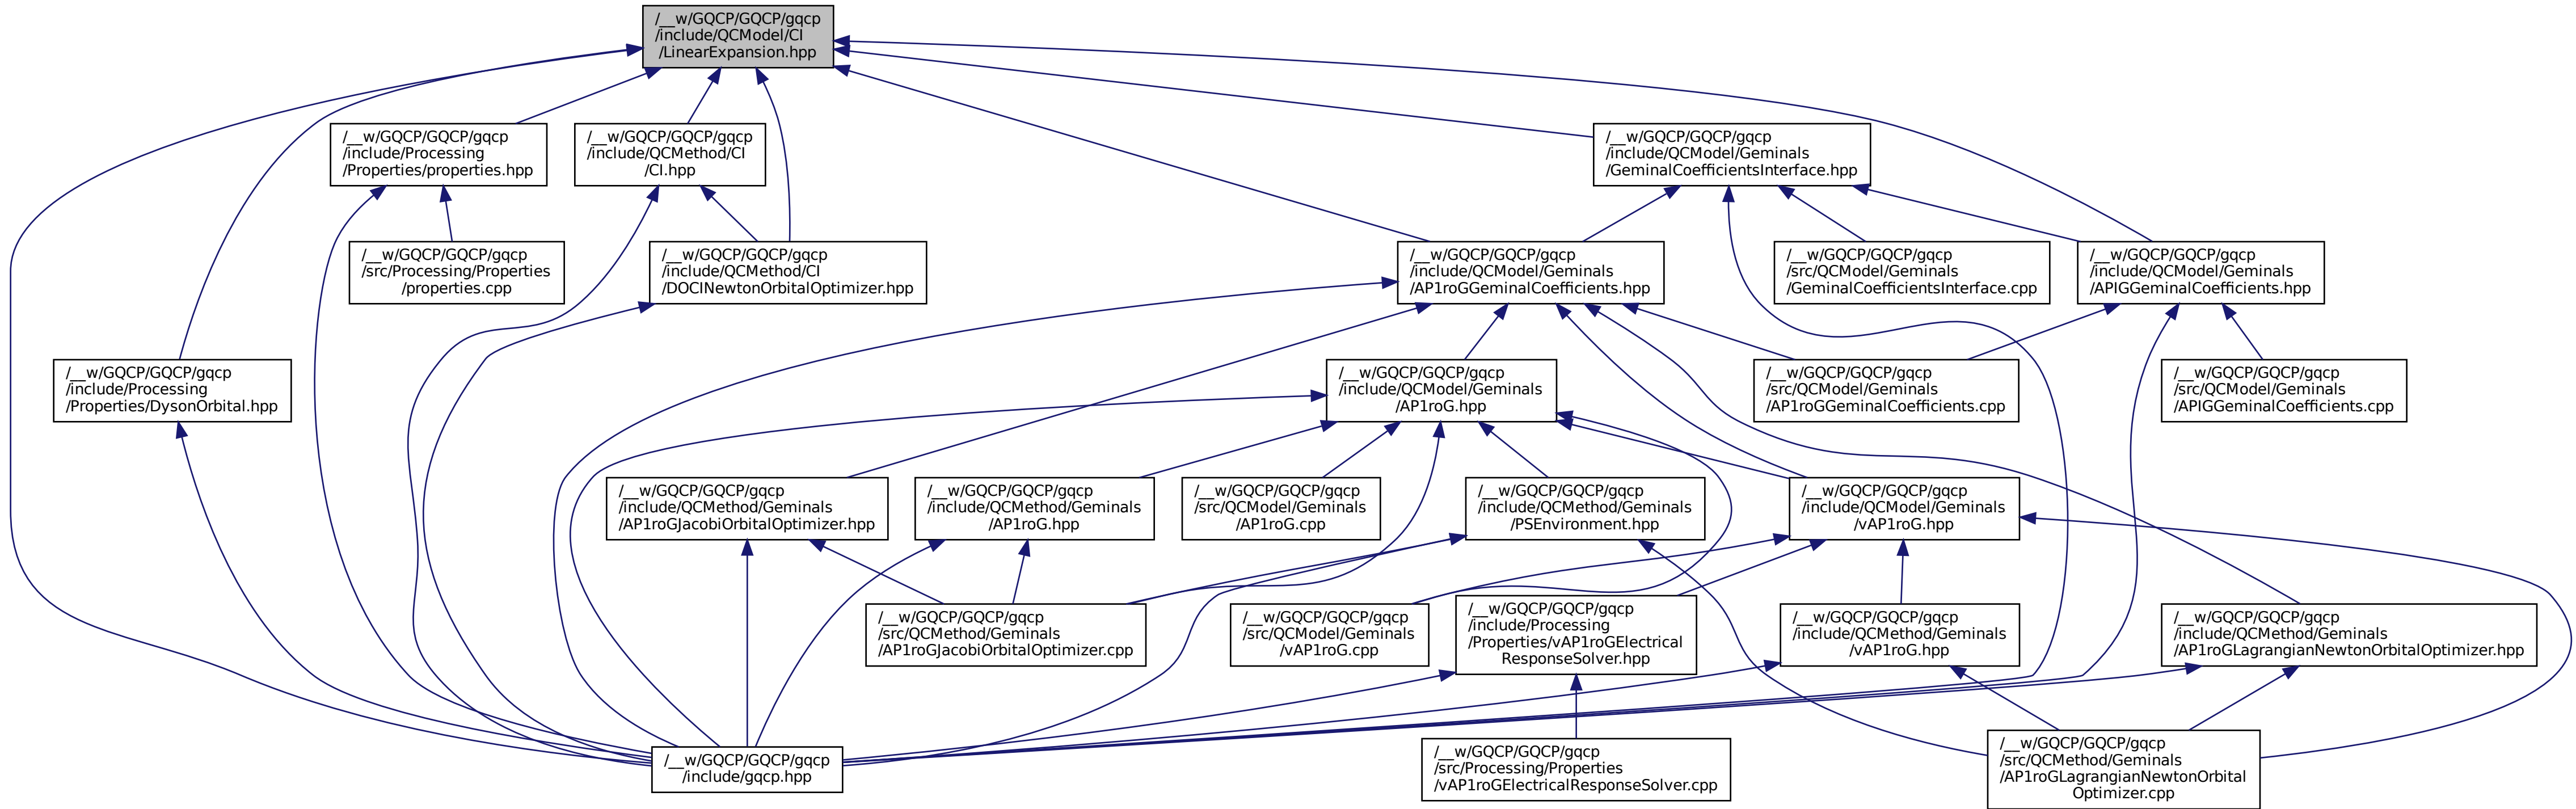 /__w/GQCP/GQCP/gqcp
/include/QCModel/CI
/LinearExpansion.hpp
/__w/GQCP/GQCP/gqcp
/include/Processing
/Properties/properties.hpp
/__w/GQCP/GQCP/gqcp
/include/QCMethod/CI
/CI.hpp
/__w/GQCP/GQCP/gqcp
/include/QCModel/Geminals
/GeminalCoefficientsInterface.hpp
/__w/GQCP/GQCP/gqcp
/src/Processing/Properties
/properties.cpp
/__w/GQCP/GQCP/gqcp
/include/QCMethod/CI
/DOCINewtonOrbitalOptimizer.hpp
/__w/GQCP/GQCP/gqcp
/include/QCModel/Geminals
/AP1roGGeminalCoefficients.hpp
/__w/GQCP/GQCP/gqcp
/src/QCModel/Geminals
/GeminalCoefficientsInterface.cpp
/__w/GQCP/GQCP/gqcp
/include/QCModel/Geminals
/APIGGeminalCoefficients.hpp
/__w/GQCP/GQCP/gqcp
/include/Processing
/Properties/DysonOrbital.hpp
/__w/GQCP/GQCP/gqcp
/include/QCModel/Geminals
/AP1roG.hpp
/__w/GQCP/GQCP/gqcp
/src/QCModel/Geminals
/AP1roGGeminalCoefficients.cpp
/__w/GQCP/GQCP/gqcp
/src/QCModel/Geminals
/APIGGeminalCoefficients.cpp
/__w/GQCP/GQCP/gqcp
/include/QCMethod/Geminals
/AP1roGJacobiOrbitalOptimizer.hpp
/__w/GQCP/GQCP/gqcp
/include/QCMethod/Geminals
/AP1roG.hpp
/__w/GQCP/GQCP/gqcp
/src/QCModel/Geminals
/AP1roG.cpp
/__w/GQCP/GQCP/gqcp
/include/QCMethod/Geminals
/PSEnvironment.hpp
/__w/GQCP/GQCP/gqcp
/include/QCModel/Geminals
/vAP1roG.hpp
/__w/GQCP/GQCP/gqcp
/src/QCMethod/Geminals
/AP1roGJacobiOrbitalOptimizer.cpp
/__w/GQCP/GQCP/gqcp
/src/QCModel/Geminals
/vAP1roG.cpp
/__w/GQCP/GQCP/gqcp
/include/Processing
/Properties/vAP1roGElectrical
ResponseSolver.hpp
/__w/GQCP/GQCP/gqcp
/include/QCMethod/Geminals
/vAP1roG.hpp
/__w/GQCP/GQCP/gqcp
/include/QCMethod/Geminals
/AP1roGLagrangianNewtonOrbitalOptimizer.hpp
/__w/GQCP/GQCP/gqcp
/include/gqcp.hpp
/__w/GQCP/GQCP/gqcp
/src/Processing/Properties
/vAP1roGElectricalResponseSolver.cpp
/__w/GQCP/GQCP/gqcp
/src/QCMethod/Geminals
/AP1roGLagrangianNewtonOrbital
Optimizer.cpp